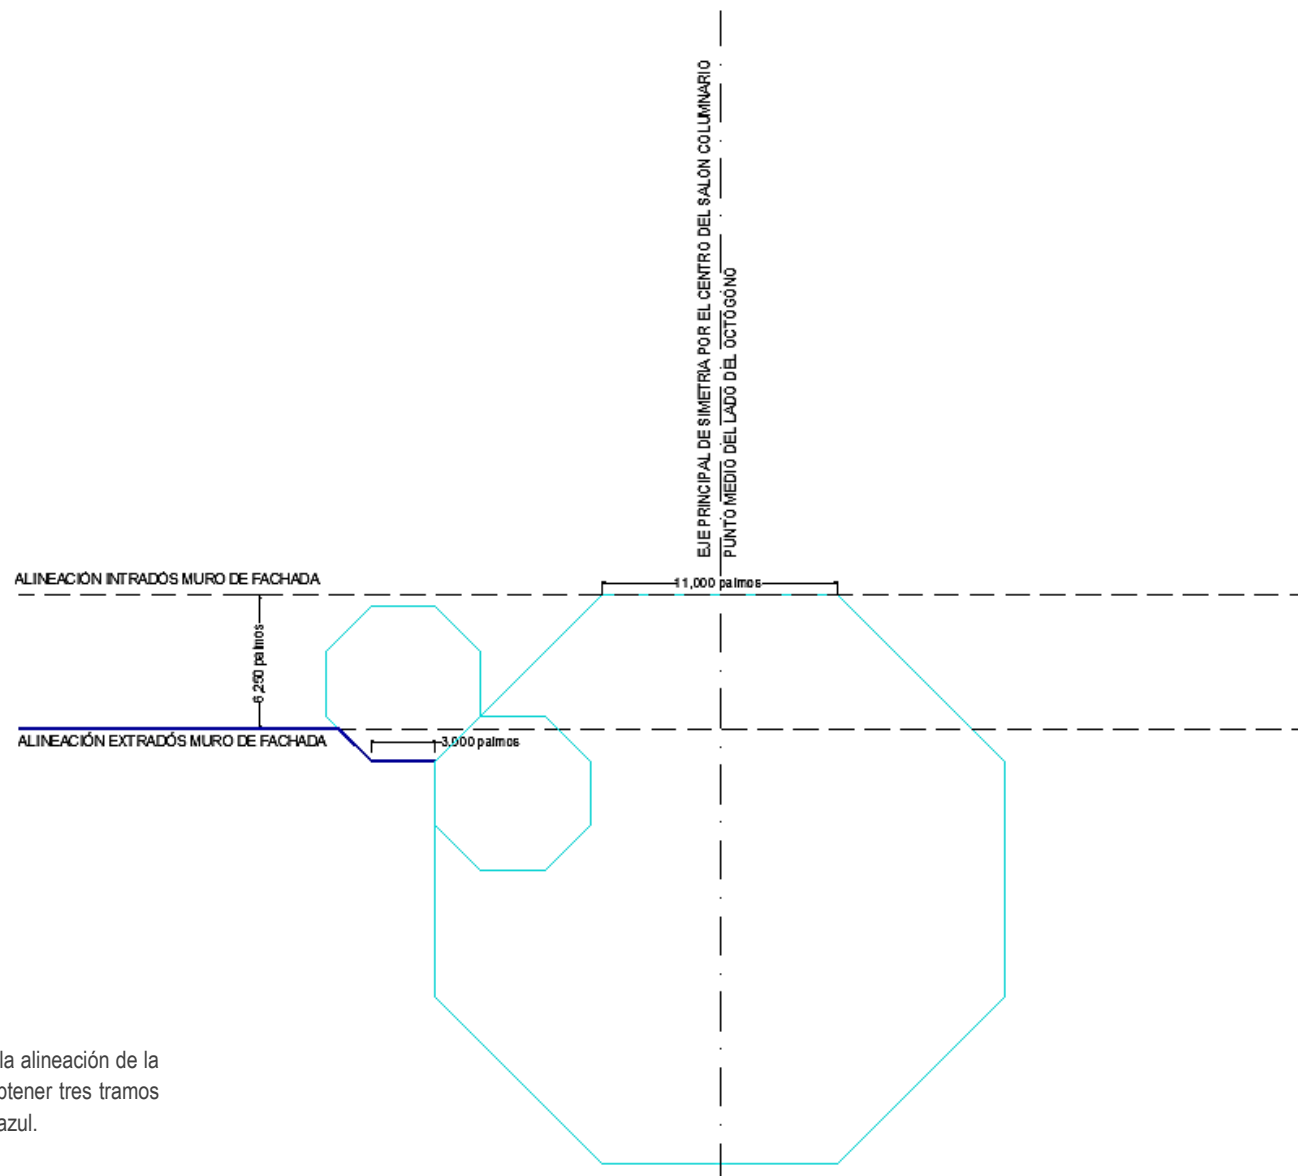 EJE PRINCIPAL DE SIMETRIA POR EL CENTRO DEL SALON COLUMNARIO
PUNTO MEDIO DEL LADO DEL OCTÓGONO
ALINEACIÓN INTRADÓS MURO DE FACHADA
11,000 palmos
6,250 palmos
ALINEACIÓN EXTRADÓS MURO DE FACHADA
3,000 palmos
la alineación de la
btener tres tramos
azul.